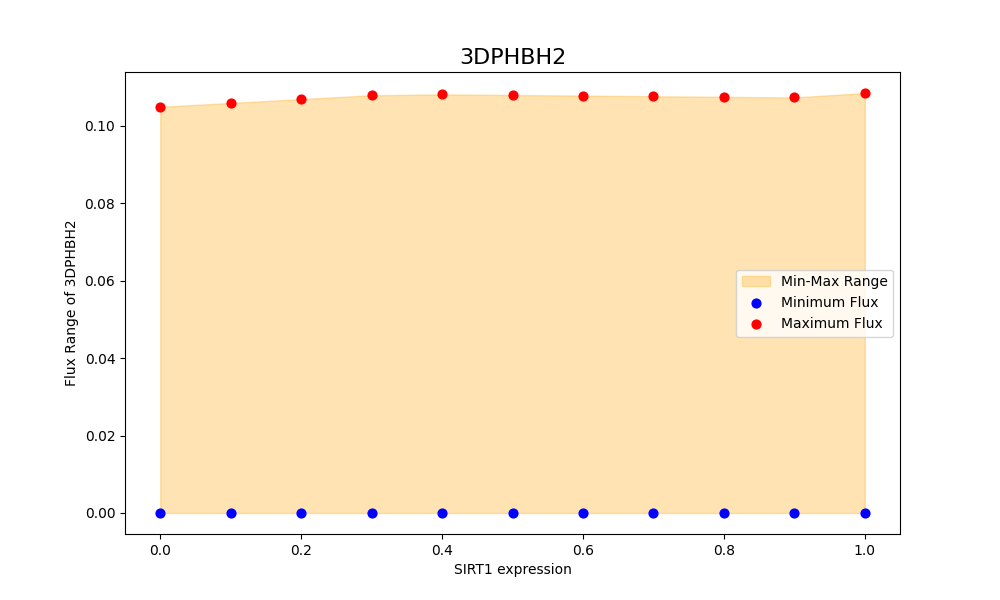 3DPHBH2
Flux Range of 3DPHBH2
0.10
0.08
0.06
0.04
0.02
0.00
Min-Max Range
Minimum Flux
Maximum Flux
0.0 0.2 0.4 0.6 0.8 1.0
SIRT1 expression